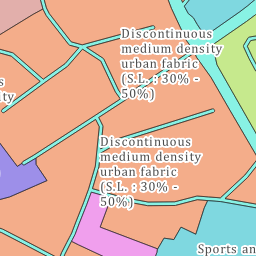 Discontinuous
medium density
urban fabric
(S.L. : 30% -
50%)
Discontinuous
medium density
urban fabric
(S.L. : 30% -
50%)
Sports an